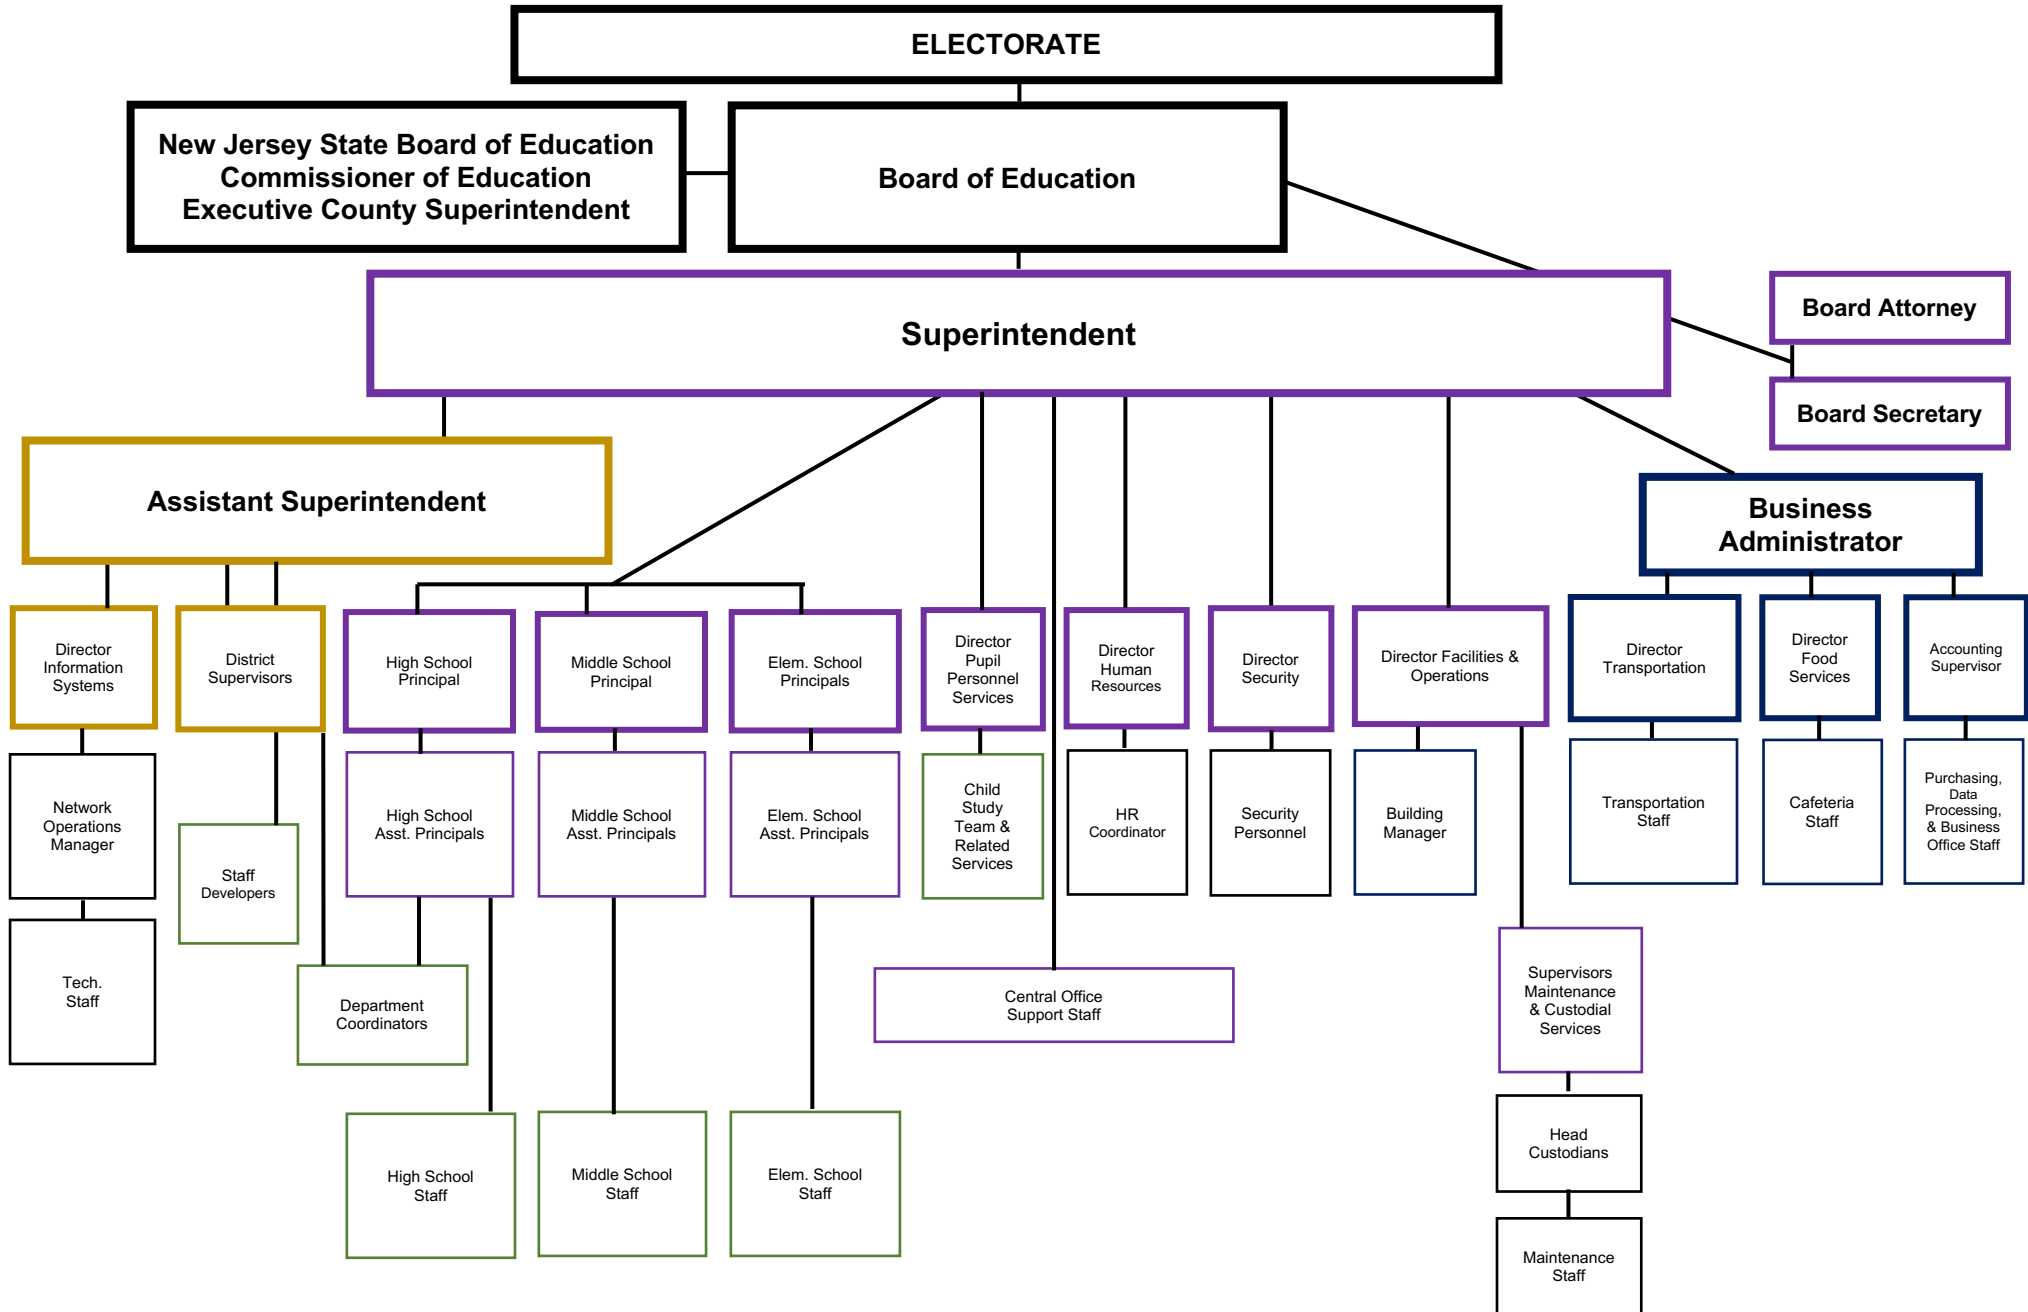 ELECTORATE
New Jersey State Board of Education
Commissioner of Education
Executive County Superintendent
Board of Education
Superintendent
Board Attorney
Board Secretary
Assistant Superintendent
Business
Administrator
Director
Information
Systems
District
Supervisors
High School
Principal
Middle School
Principal
Elem. School
Principals
Director
Pupil
Personnel
Services
Director
Human
Resources
Director
Security
Director Facilities &
Operations
Director
Transportation
Director
Food
Services
Accounting
Supervisor
Network
Operations
Manager
Staff
Developers
High School
Asst. Principals
Middle School
Asst. Principals
Elem. School
Asst. Principals
Child
Study
Team &
Related
Services
HR
Coordinator
Security
Personnel
Building
Manager
Transportation
Staff
Cafeteria
Staff
Purchasing,
Data
Processing,
& Business
Office Staff
Tech.
Staff
Department
Coordinators
Central Office
Support Staff
Supervisors
Maintenance
& Custodial
Services
High School
Staff
Middle School
Staff
Elem. School
Staff
Head
Custodians
Maintenance
Staff